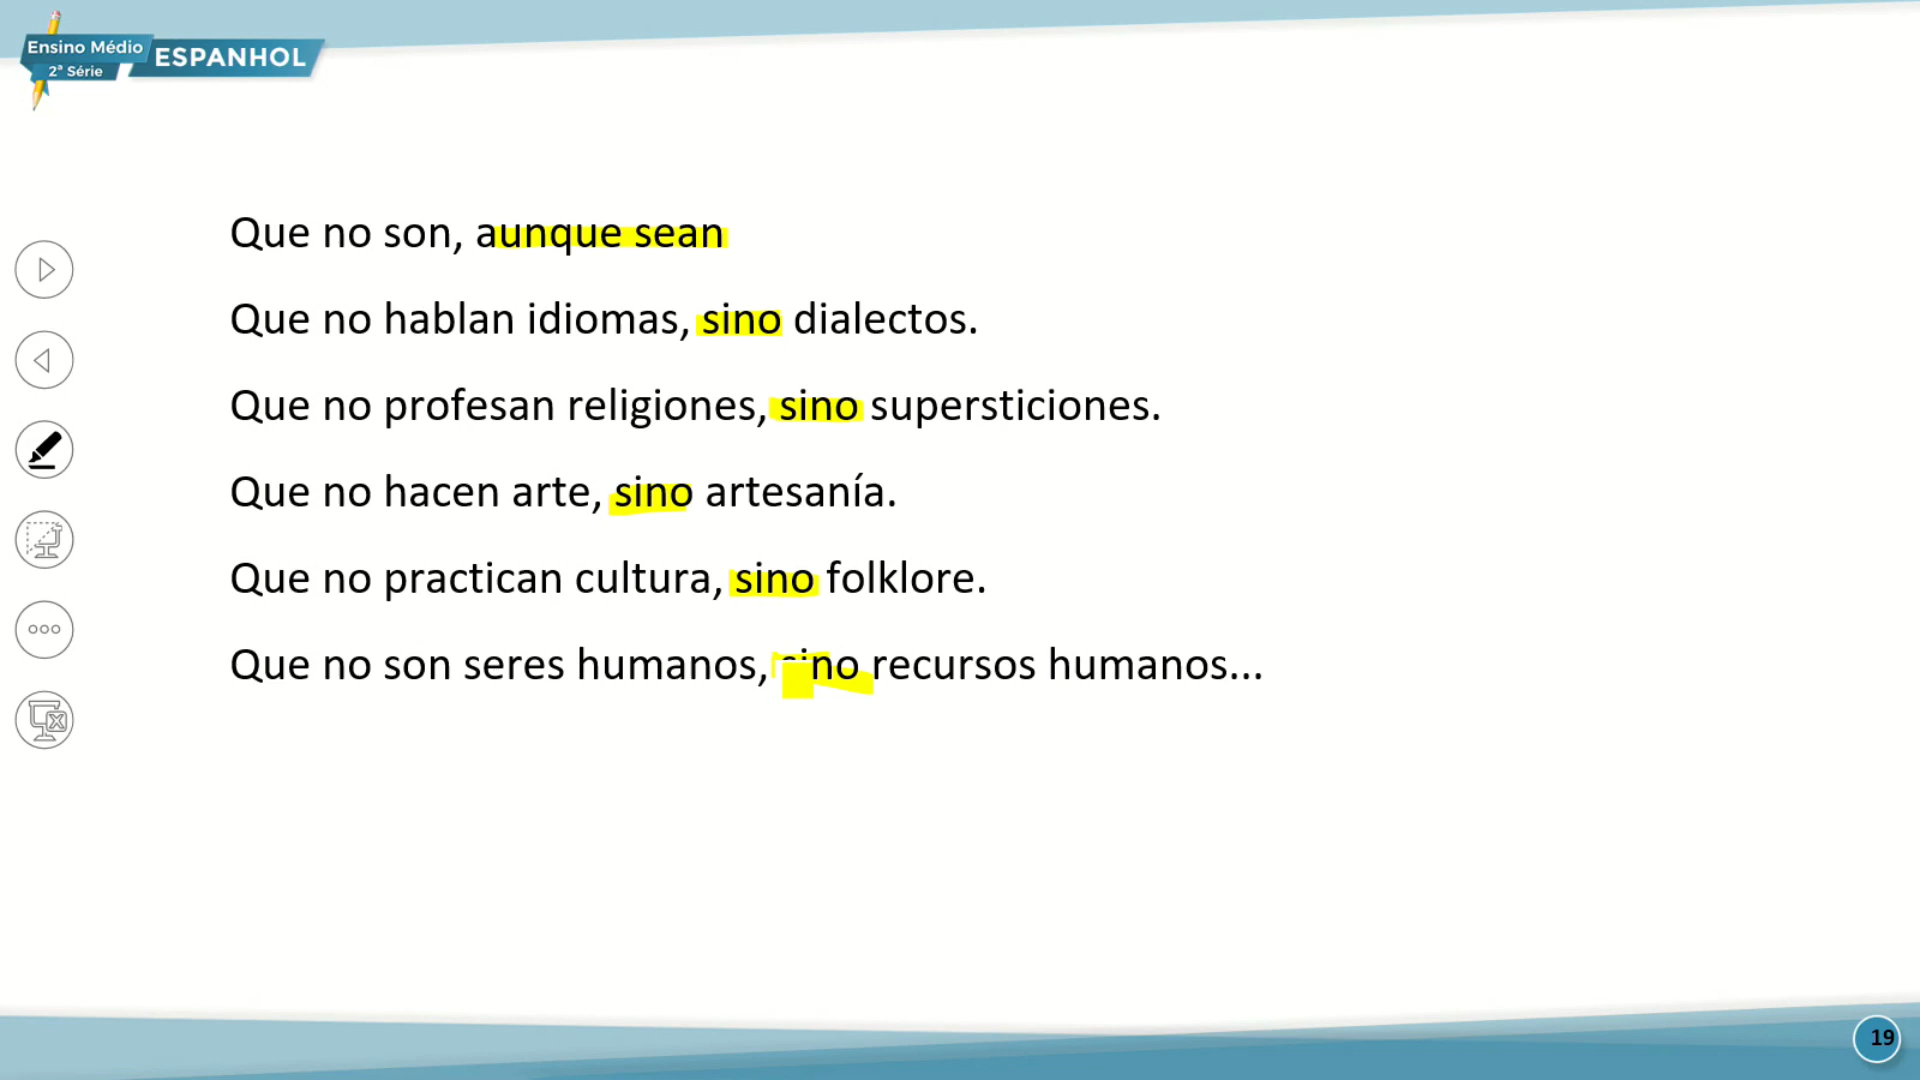 Ensino Médio
2ª Série
ESPANHOL
Que no son, aunque sean
Que no hablan idiomas, sino dialectos.
Que no profesan religiones, sino supersticiones.
Que no hacen arte, sino artesanía.
Que no practican cultura, sino folklore.
Que no son seres humanos, sino recursos humanos...
19